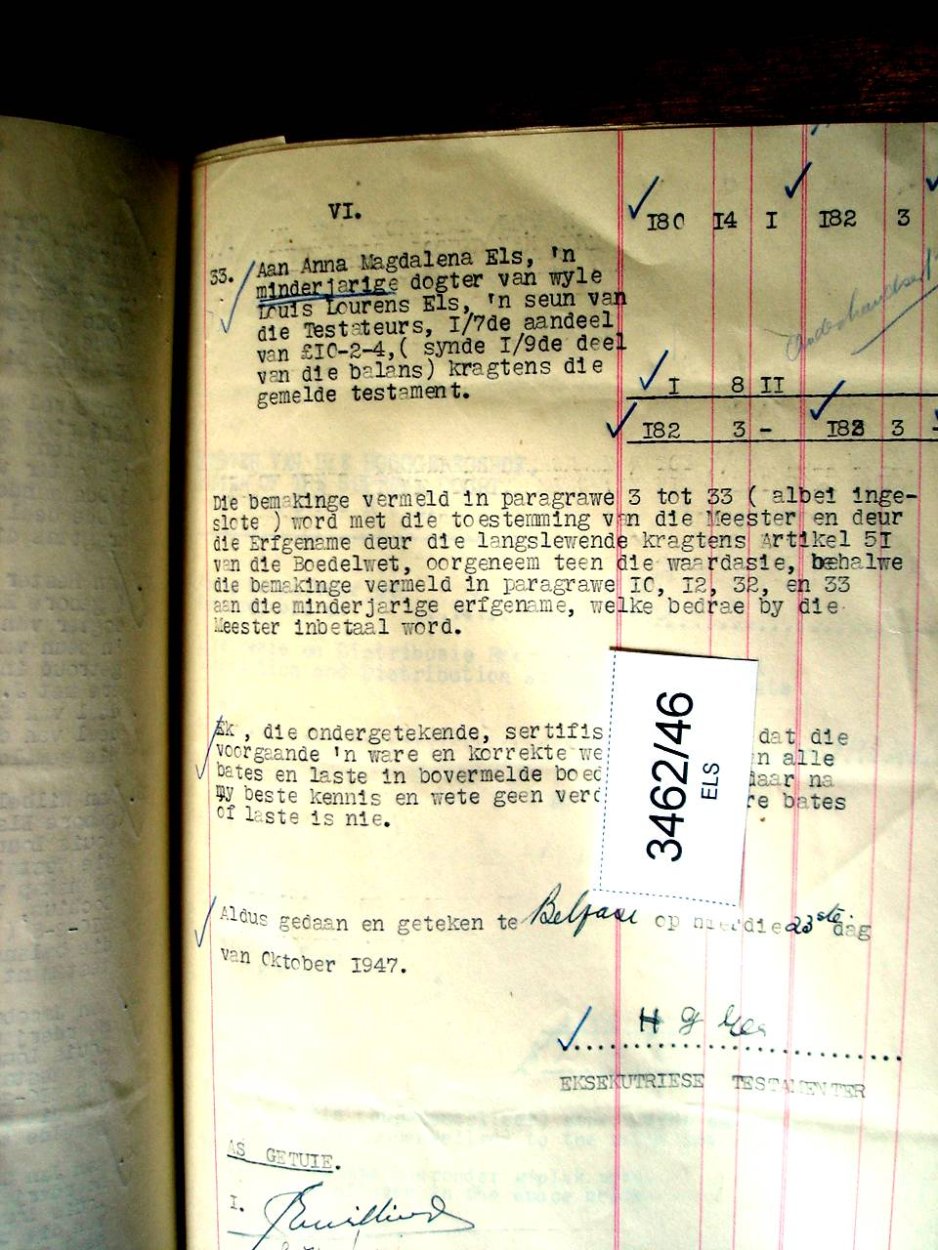 VI.
I80 I4 I I82 3
33. Aan Anna Magdalena Els, 'n
minderjarige dogter van wyle
Louis Lourens Els, 'n seun van
die Testateurs, I/7de aandeel
van £IO-2-4,( synde I/9de deel
van die balans) kragtens die
gemelde testament.
I 8 II
I82 3 - I82 3 -
Die bemakinge vermeld in paragrawe 3 tot 33 ( albei inge-
slote ) word met die toestemming van die Meester en deur
die Erfgename deur die langslewende kragtens Artikel 5I
van die Boedelwet, oorgeneem teen die waardasie, behalwe
die bemakinge vermeld in paragrawe IO, I2, 32, en 33
aan die minderjarige erfgename, welke bedrae by die
Meester inbetaal word.
Ek, die ondergetekende, sertifis dat die
voorgaande 'n ware en korrekte we n alle
bates en laste in bovermelde boed daar na
my beste kennis en wete geen verd re bates
of laste is nie.
3462/46
ELS
Aldus gedaan en geteken te Belfast op hierdie 23ste dag
van Oktober I947.
H G Els
EKSEKUTRIESE TESTAMENTER
AS GETUIE.
I.